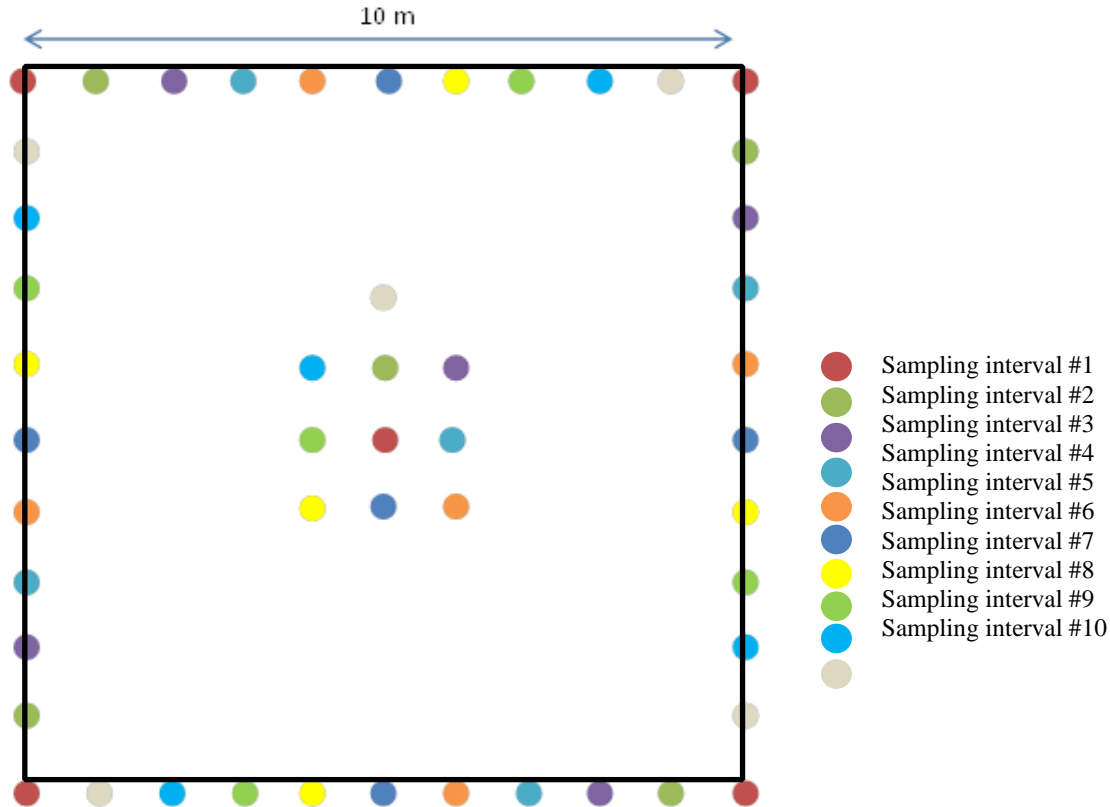 10 m
Sampling interval #1
Sampling interval #2
Sampling interval #3
Sampling interval #4
Sampling interval #5
Sampling interval #6
Sampling interval #7
Sampling interval #8
Sampling interval #9
Sampling interval #10